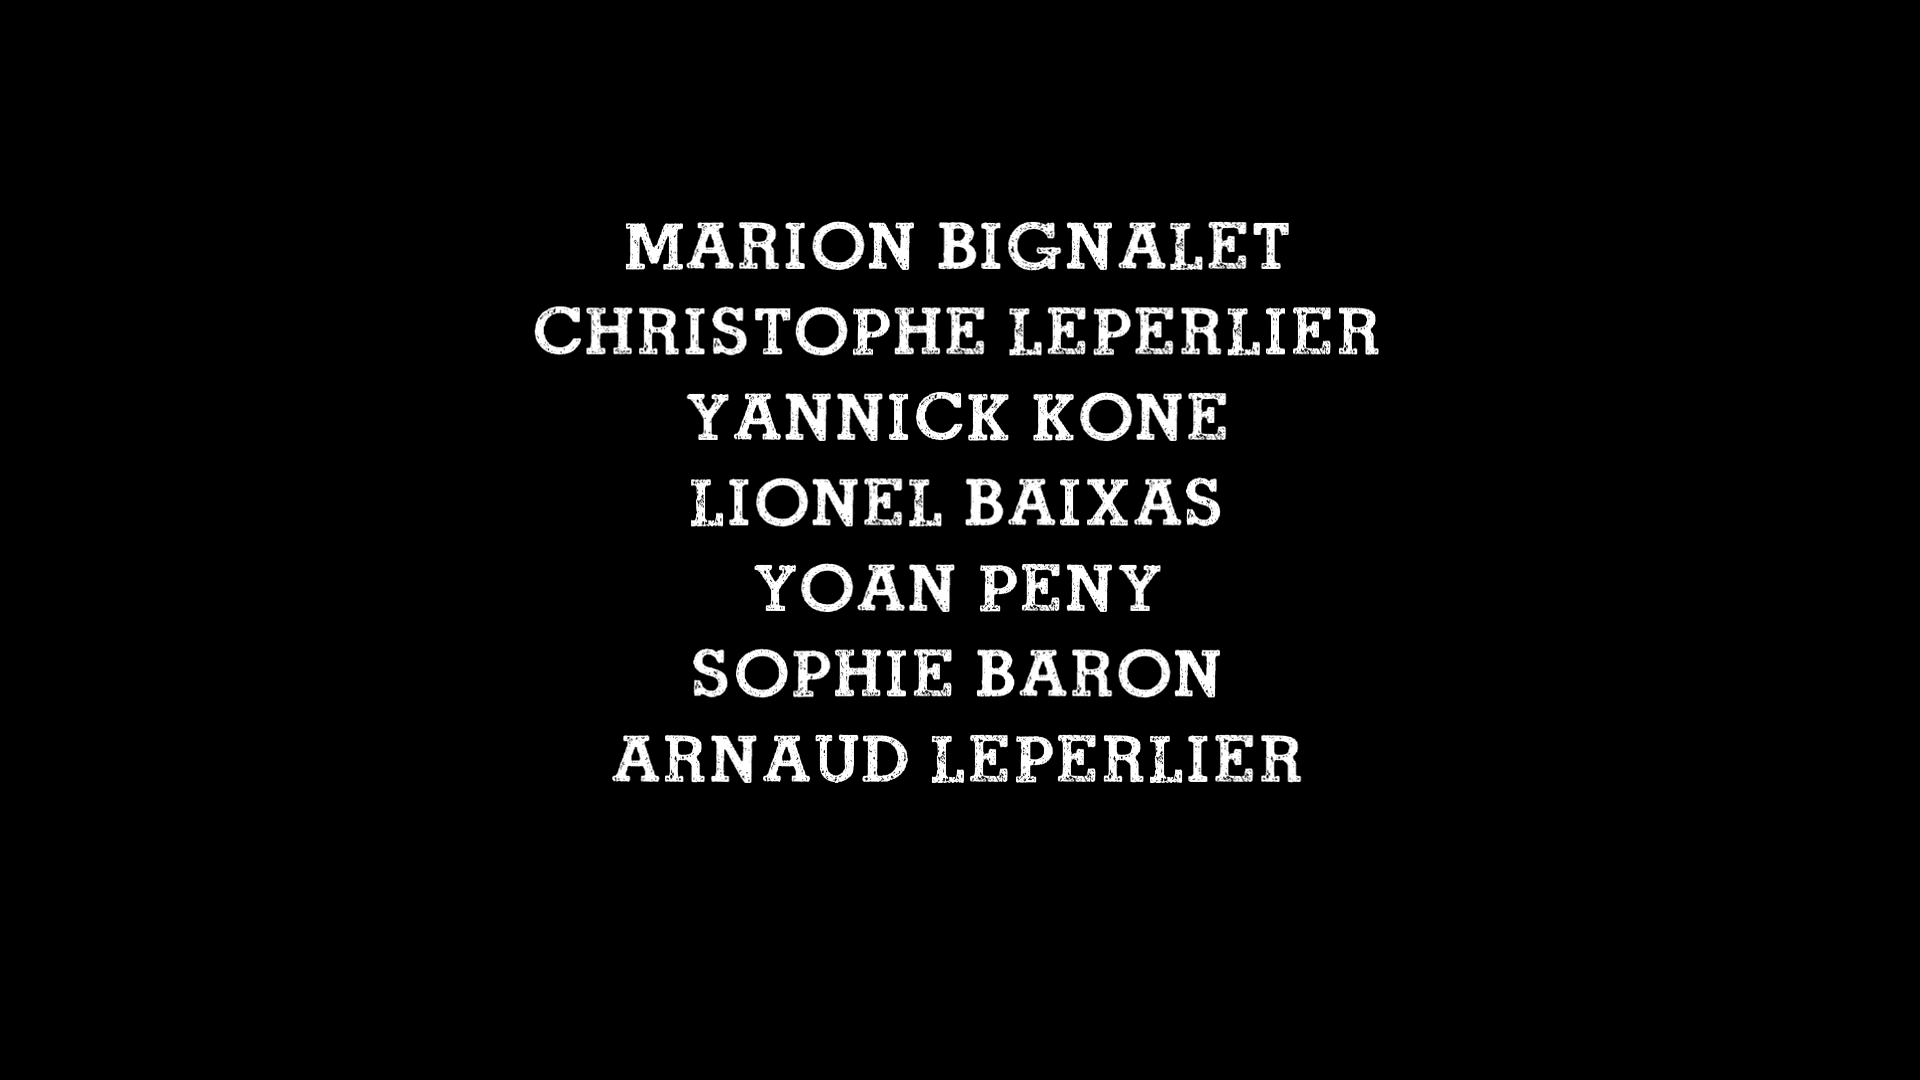 MARION BIGNALET
CHRISTOPHE LEPERLIER
YANNICK KONE
LIONEL BAIXAS
YOAN PENY
SOPHIE BARON
ARNAUD LEPERLIER